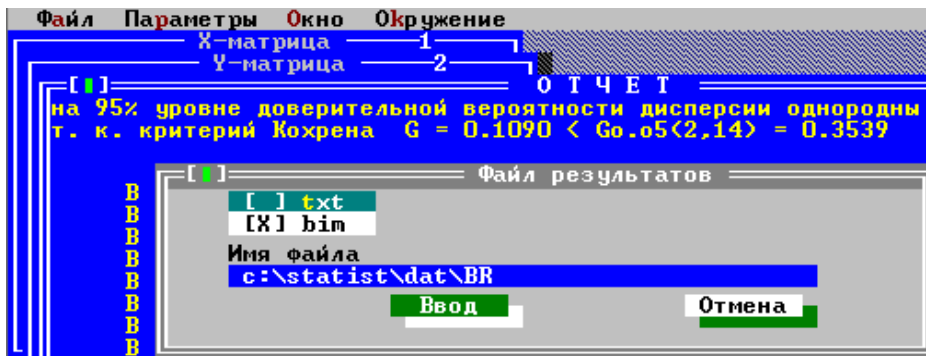 Файл Параметры Окно Окружение
X-матрица 1
Y-матрица 2
[ ] О Т Ч Е Т
на 95% уровне доверительной вероятности дисперсии однородны
т. к. критерий Кохрена G = 0.1090 < Go.o5(2,14) = 0.3539
[ ] Файл результатов
В
[ ] txt
В
[X] bim
В
В
Имя файла
В
c:\statist\dat\BR
В
Ввод Отмена
В
В